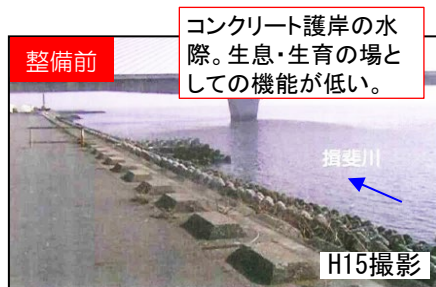 整備前
コンクリート護岸の水
際。生息・生育の場と
しての機能が低い。
揖斐川
H15撮影